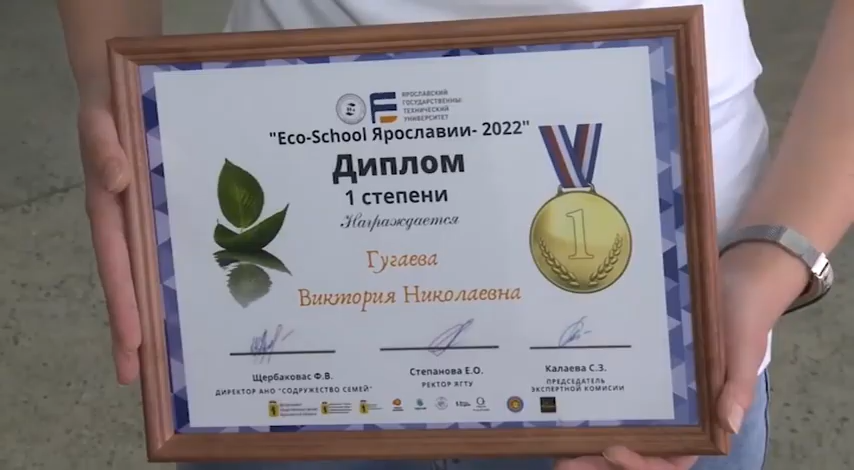 ЯРОСЛАВСКИЙ
ГОСУДАРСТВЕННЫЙ
ТЕХНИЧЕСКИЙ
УНИВЕРСИТЕТ
"Eco-School Ярославии- 2022"
Диплом
1 степени
Награждается
1
Гугаева
Виктория Николаевна
Щербаковас Ф.В.
ДИРЕКТОР АНО "СОДРУЖЕСТВО СЕМЕЙ"
Степанова Е.О.
РЕКТОР ЯГТУ
Калаева С.З.
ПРЕДСЕДАТЕЛЬ
ЭКСПЕРТНОЙ КОМИССИИ